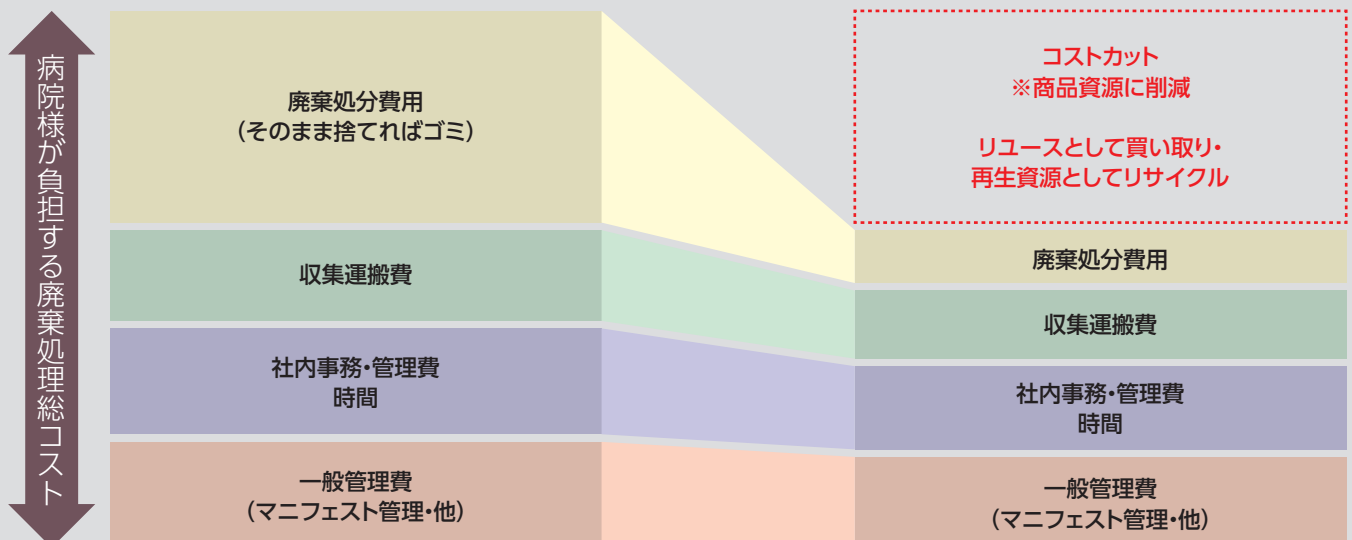 病院様が負担する廃棄処理総コスト
廃棄処分費用
（そのまま捨てればゴミ）
収集運搬費
社内事務・管理費
時間
一般管理費
（マニフェスト管理・他）
コストカット
※商品資源に削減
リユースとして買い取り・
再生資源としてリサイクル
廃棄処分費用
収集運搬費
社内事務・管理費
時間
一般管理費
（マニフェスト管理・他）